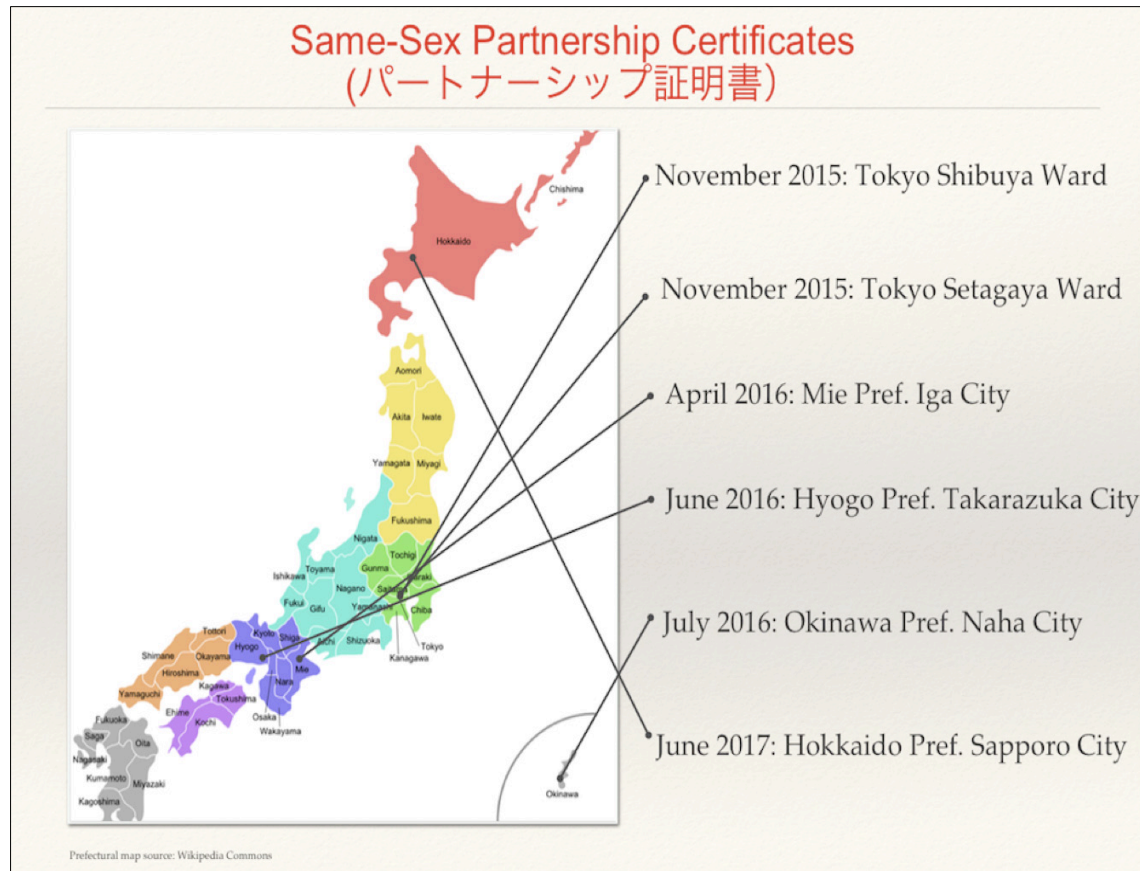 Same-Sex Partnership Certificates
(パートナーシップ証明書）
November 2015: Tokyo Shibuya Ward
November 2015: Tokyo Setagaya Ward
April 2016: Mie Pref. Iga City
June 2016: Hyogo Pref. Takarazuka City
July 2016: Okinawa Pref. Naha City
June 2017: Hokkaido Pref. Sapporo City
Chishima
Hokkaido
Aomori
Akita
Iwate
Yamagata
Miyagi
Fukushima
Nigata
Tochigi
Gunma
Ishikawa
Toyama
Nagano
Fukui
Gifu
Chiba
Tokyo
Kanagawa
Shizuoka
Aichi
Tottori
Kyoto
Shiga
Hyogo
Shimane
Okayama
Mie
Hiroshima
Nara
Kagawa
Yamaguchi
Tokushima
Osaka
Ehime
Kochi
Wakayama
Fukuoka
Saga
Oita
Nagasaki
Kumamoto
Miyazaki
Kagoshima
Okinawa
Prefectural map source: Wikipedia Commons